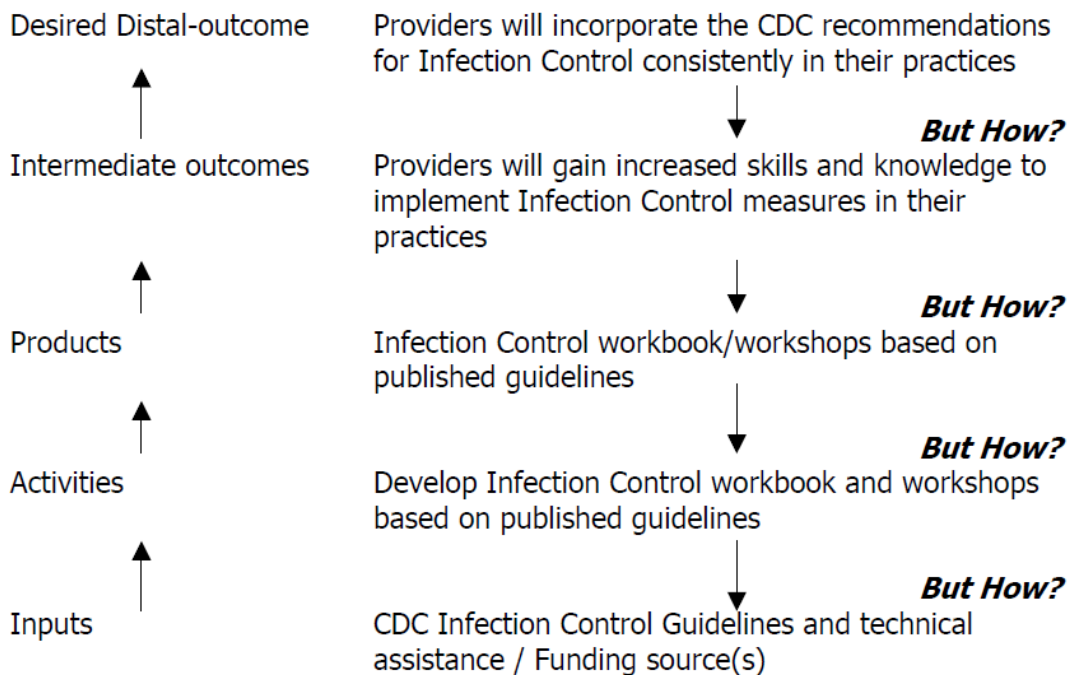 Desired Distal-outcome
Providers will incorporate the CDC recommendations
for Infection Control consistently in their practices
But How?
Intermediate outcomes
Providers will gain increased skills and knowledge to
implement Infection Control measures in their
practices
But How?
Products
Infection Control workbook/workshops based on
published guidelines
But How?
Activities
Develop Infection Control workbook and workshops
based on published guidelines
But How?
Inputs
CDC Infection Control Guidelines and technical
assistance / Funding source(s)